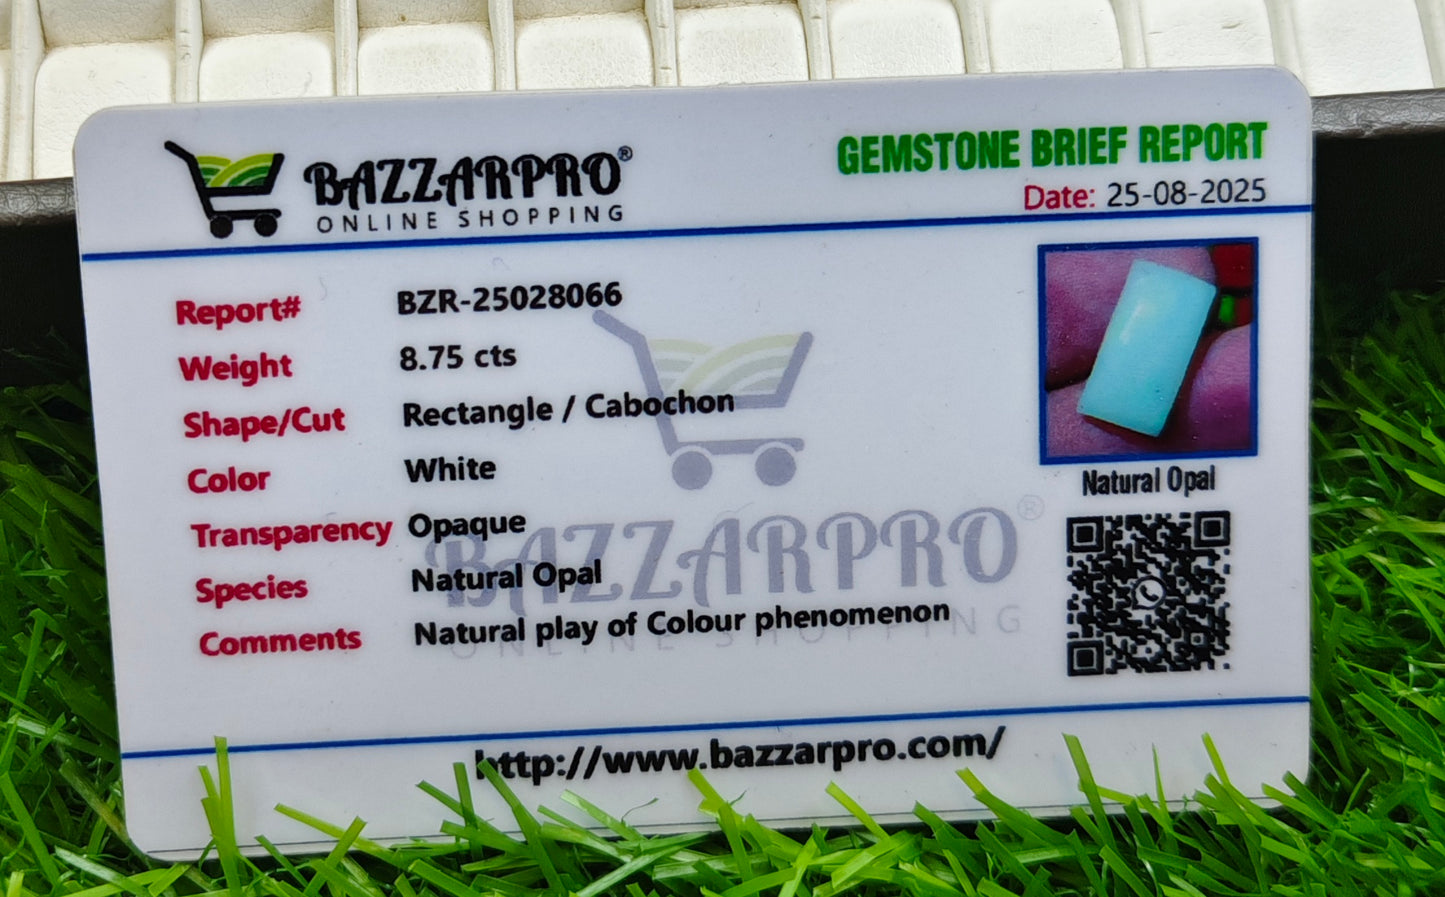 BAZZARPRO®
ONLINE SHOPPING
GEMSTONE BRIEF REPORT
Date: 25-08-2025
Report# BZR-25028066
Weight 8.75 cts
Shape/Cut Rectangle / Cabochon
Color White
Transparency Opaque
Species Natural Opal
Comments Natural play of Colour phenomenon
Natural Opal
BAZZARPRO®
ONLINE SHOPPING
http://www.bazzarpro.com/